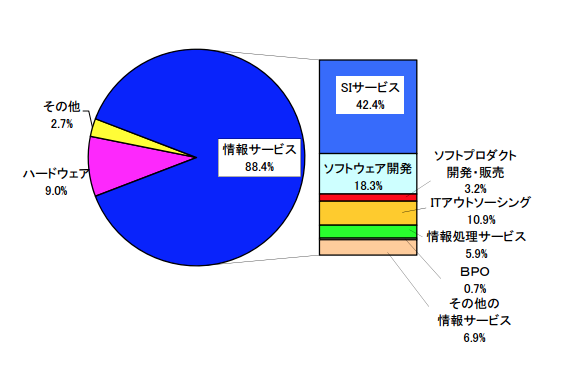 その他
2.7%
ハードウェア
9.0%
情報サービス
88.4%
SIサービス
42.4%
ソフトウェア開発
18.3%
ソフトプロダクト
開発・販売
3.2%
ITアウトソーシング
10.9%
情報処理サービス
5.9%
BPO
0.7%
その他の
情報サービス
6.9%